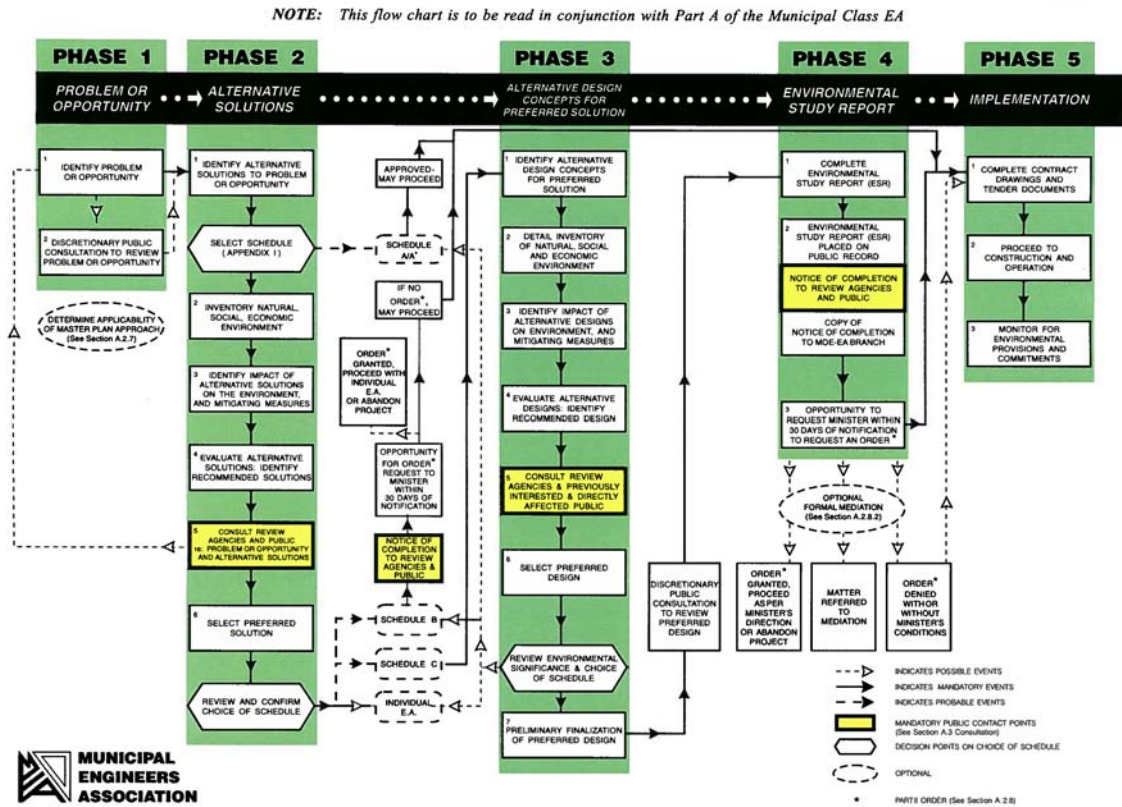 NOTE: This flow chart is to be read in conjunction with Part A of the Municipal Class EA
PHASE 1
PROBLEM OR
OPPORTUNITY
1
IDENTIFY PROBLEM
OR OPPORTUNITY
2
DISCRETIONARY PUBLIC
CONSULTATION TO REVIEW
PROBLEM OR OPPORTUNITY
DETERMINE APPLICABILITY
OF MASTER PLAN APPROACH
(See Section A.2.7)
PHASE 2
ALTERNATIVE
SOLUTIONS
1
IDENTIFY ALTERNATIVE
SOLUTIONS TO PROBLEM
OR OPPORTUNITY
SELECT SCHEDULE
(APPENDIX I)
2
INVENTORY NATURAL,
SOCIAL, ECONOMIC
ENVIRONMENT
3
IDENTIFY IMPACT OF
ALTERNATIVE SOLUTIONS
ON THE ENVIRONMENT,
AND MITIGATING MEASURES
4
EVALUATE ALTERNATIVE
SOLUTIONS: IDENTIFY
RECOMMENDED SOLUTIONS
5
CONSULT REVIEW
AGENCIES AND PUBLIC
re: PROBLEM OR OPPORTUNITY
AND ALTERNATIVE SOLUTIONS
6
SELECT PREFERRED
SOLUTION
REVIEW AND CONFIRM
CHOICE OF SCHEDULE
APPROVED-
MAY PROCEED
SCHEDULE
A/A+
IF NO
ORDER*,
MAY PROCEED
ORDER*
GRANTED,
PROCEED WITH
INDIVIDUAL
E.A.
OR ABANDON
PROJECT
OPPORTUNITY
FOR ORDER*
REQUEST TO
MINISTER
WITHIN
30 DAYS OF
NOTIFICATION
NOTICE OF
COMPLETION
TO REVIEW
AGENCIES &
PUBLIC
SCHEDULE B
SCHEDULE C
INDIVIDUAL
E.A.
PHASE 3
ALTERNATIVE DESIGN
CONCEPTS FOR
PREFERRED SOLUTION
1
IDENTIFY ALTERNATIVE
DESIGN CONCEPTS
FOR PREFERRED
SOLUTION
2
DETAIL INVENTORY
OF NATURAL, SOCIAL
AND ECONOMIC
ENVIRONMENT
3
IDENTIFY IMPACT OF
ALTERNATIVE DESIGNS
ON ENVIRONMENT, AND
MITIGATING MEASURES
4
EVALUATE ALTERNATIVE
DESIGNS: IDENTIFY
RECOMMENDED DESIGN
5
CONSULT REVIEW
AGENCIES & PREVIOUSLY
INTERESTED & DIRECTLY
AFFECTED PUBLIC
6
SELECT PREFERRED
DESIGN
REVIEW ENVIRONMENTAL
SIGNIFICANCE & CHOICE
OF SCHEDULE
7
PRELIMINARY FINALIZATION
OF PREFERRED DESIGN
DISCRETIONARY
PUBLIC
CONSULTATION
TO REVIEW
PREFERRED
DESIGN
PHASE 4
ENVIRONMENTAL
STUDY REPORT
1
COMPLETE
ENVIRONMENTAL
STUDY REPORT (ESR)
2
ENVIRONMENTAL
STUDY REPORT (ESR)
PLACED ON
PUBLIC RECORD
NOTICE OF COMPLETION
TO REVIEW AGENCIES
AND PUBLIC
COPY OF
NOTICE OF COMPLETION
TO MOE-EA BRANCH
3
OPPORTUNITY TO
REQUEST MINISTER WITHIN
30 DAYS OF NOTIFICATION
TO REQUEST AN ORDER*
OPTIONAL
FORMAL MEDIATION
(See Section A.2.8.2)
ORDER*
GRANTED,
PROCEED
AS PER
MINISTER'S
DIRECTION
OR ABANDON
PROJECT
MATTER
REFERRED
TO
MEDIATION
ORDER*
DENIED
WITH OR
WITHOUT
MINISTER'S
CONDITIONS
PHASE 5
IMPLEMENTATION
1
COMPLETE CONTRACT
DRAWINGS AND
TENDER DOCUMENTS
2
PROCEED TO
CONSTRUCTION AND
OPERATION
3
MONITOR FOR
ENVIRONMENTAL
PROVISIONS AND
COMMITMENTS
INDICATES POSSIBLE EVENTS
INDICATES MANDATORY EVENTS
INDICATES PROBABLE EVENTS
MANDATORY PUBLIC CONTACT POINTS
(See Section A.3 Consultation)
DECISION POINTS ON CHOICE OF SCHEDULE
OPTIONAL
* PART II ORDER (See Section A.2.8)
MUNICIPAL
ENGINEERS
ASSOCIATION